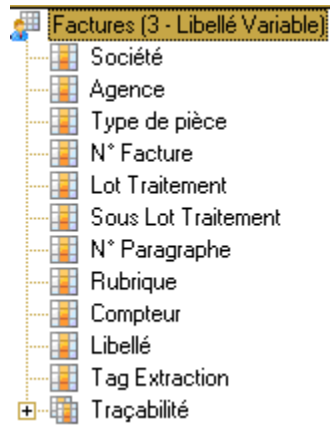 Factures (3 - Libellé Variable)
Société
Agence
Type de pièce
N° Facture
Lot Traitement
Sous Lot Traitement
N° Paragraphe
Rubrique
Compteur
Libellé
Tag Extraction
Traçabilité